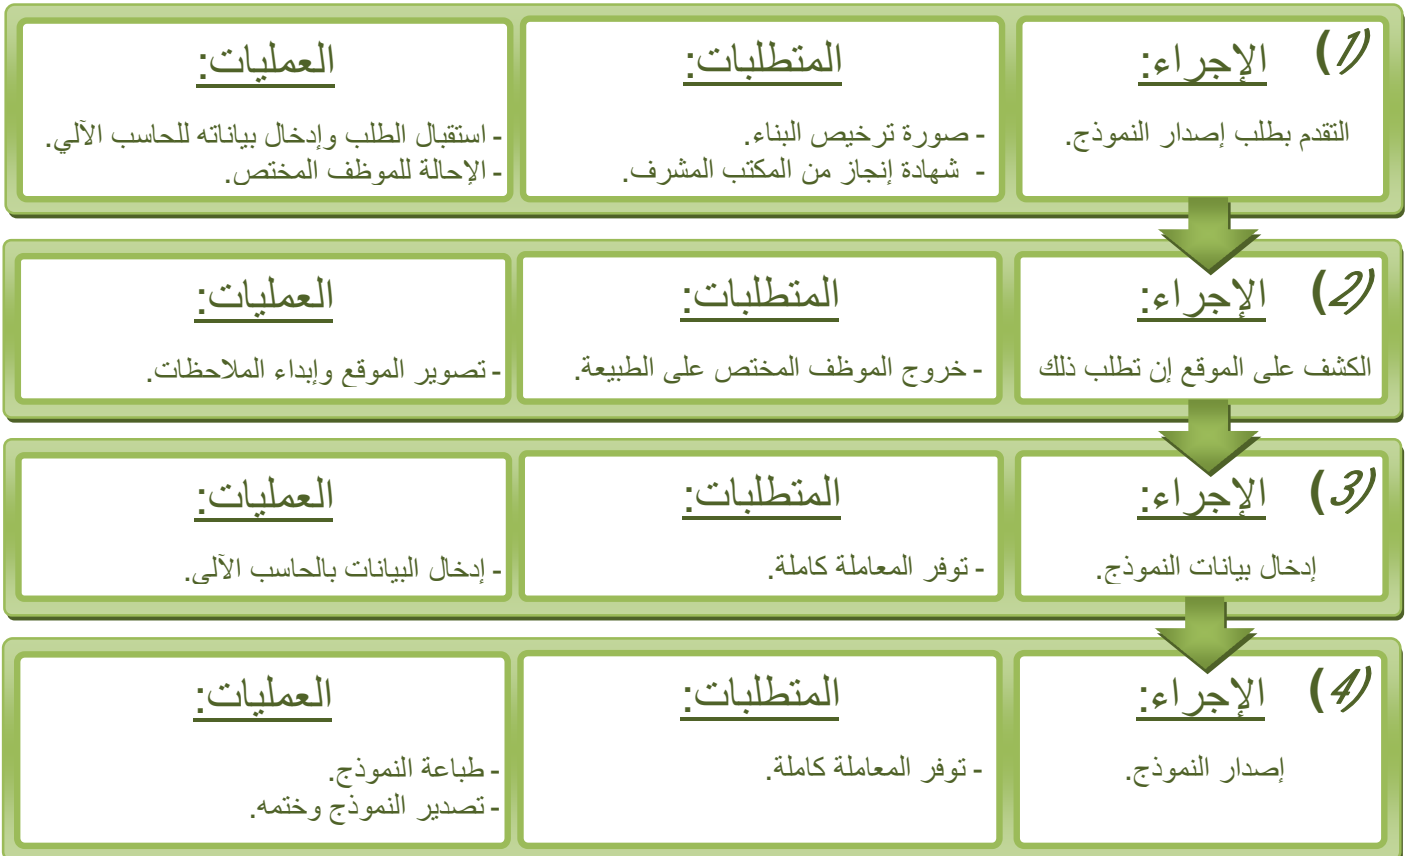 (1)
الإجراء:
التقدم بطلب إصدار النموذج.
المتطلبات:
- صورة ترخيص البناء.
- شهادة إنجاز من المكتب المشرف.
العمليات:
- استقبال الطلب وإدخال بياناته للحاسب الآلي.
- الإحالة للموظف المختص.
(2)
الإجراء:
الكشف على الموقع إن تطلب ذلك
المتطلبات:
- خروج الموظف المختص على الطبيعة.
العمليات:
- تصوير الموقع وإبداء الملاحظات.
(3)
الإجراء:
إدخال بيانات النموذج.
المتطلبات:
- توفر المعاملة كاملة.
العمليات:
- إدخال البيانات بالحاسب الآلي.
(4)
الإجراء:
إصدار النموذج.
المتطلبات:
- توفر المعاملة كاملة.
العمليات:
- طباعة النموذج.
- تصدير النموذج وختمه.